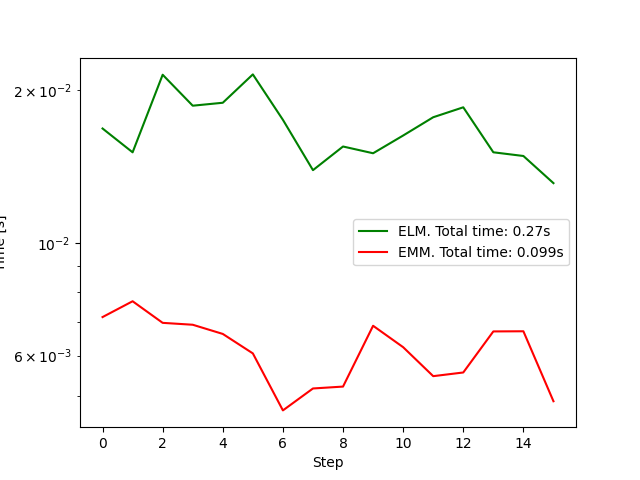 2 × 10⁻²
10⁻²
6 × 10⁻³
Time [s]
ELM. Total time: 0.27s
EMM. Total time: 0.099s
0 2 4 6 8 10 12 14
Step